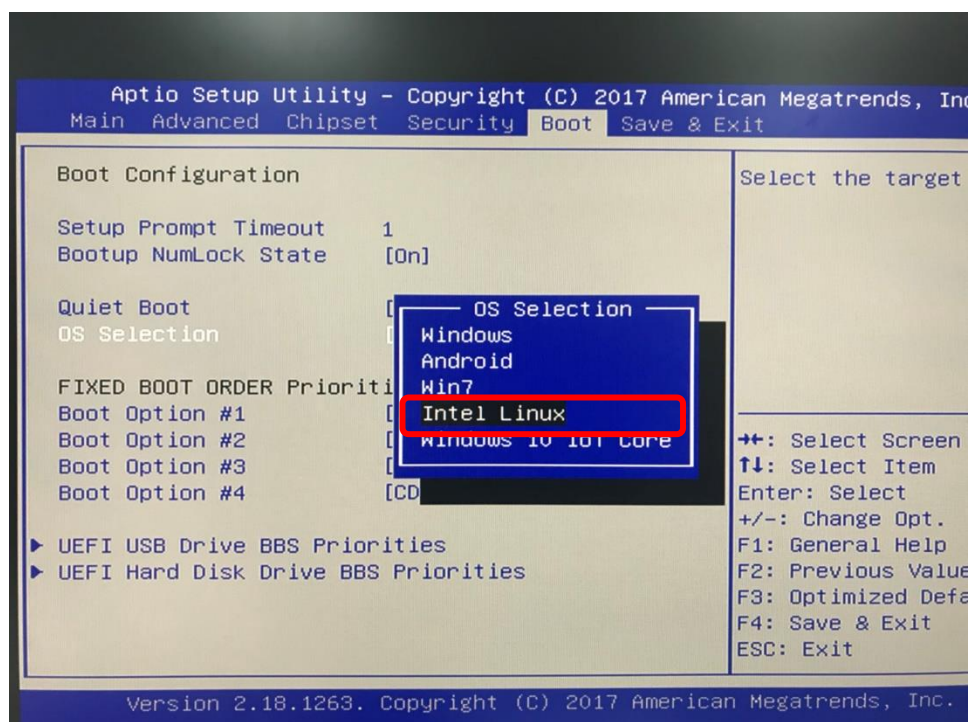 Aptio Setup Utility – Copyright (C) 2017 American Megatrends, Inc
Main Advanced Chipset Security Boot Save & Exit
Boot Configuration
Setup Prompt Timeout 1
Bootup NumLock State [On]
Quiet Boot [
OS Selection [
FIXED BOOT ORDER Prioriti
Boot Option #1 [
Boot Option #2 [
Boot Option #3 [
Boot Option #4 [CD
UEFI USB Drive BBS Priorities
UEFI Hard Disk Drive BBS Priorities
OS Selection
Windows
Android
Win7
Intel Linux
Windows 10 IoT Core
Select the target
→←: Select Screen
↑↓: Select Item
Enter: Select
+/-: Change Opt.
F1: General Help
F2: Previous Value
F3: Optimized Defa
F4: Save & Exit
ESC: Exit
Version 2.18.1263. Copyright (C) 2017 American Megatrends, Inc.